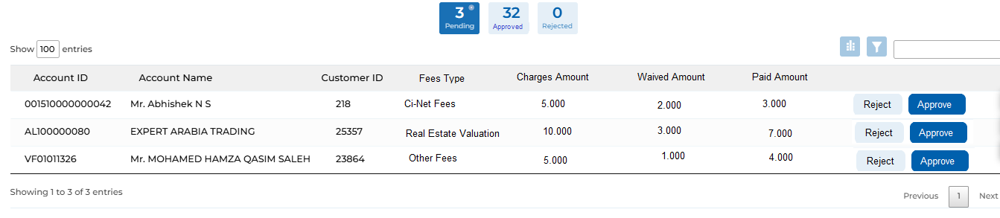 3 32 0
Pending Approved Rejected
Show 100 entries
Account ID Account Name Customer ID Fees Type Charges Amount Waived Amount Paid Amount
001510000000042 Mr. Abhishek N S 218 Ci-Net Fees 5.000 2.000 3.000 Reject Approve
AL100000080 EXPERT ARABIA TRADING 25357 Real Estate Valuation 10.000 3.000 7.000 Reject Approve
VF01011326 Mr. MOHAMED HAMZA QASIM SALEH 23864 Other Fees 5.000 1.000 4.000 Reject Approve
Showing 1 to 3 of 3 entries
Previous 1 Next